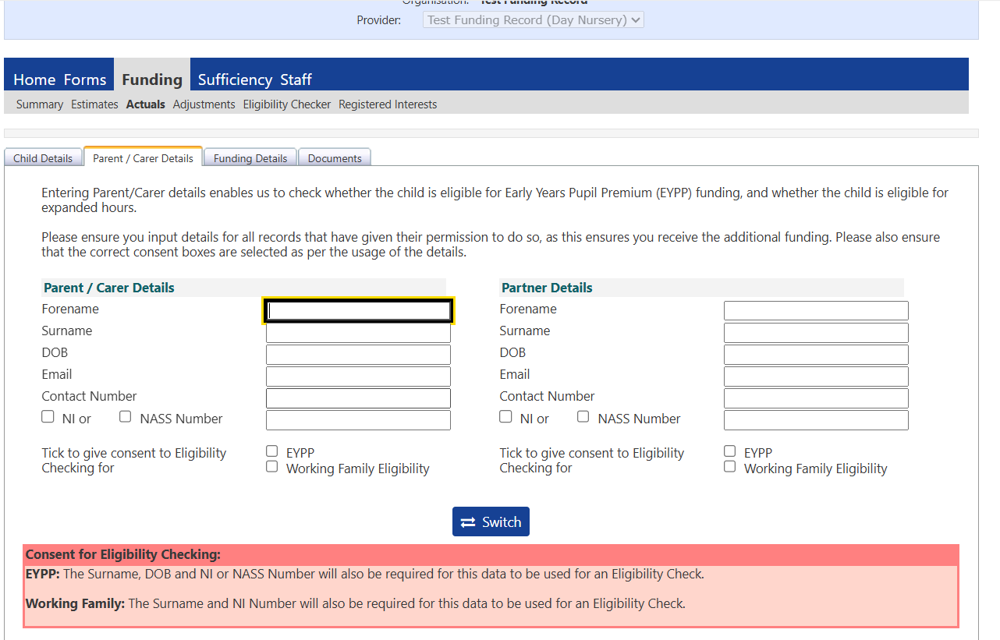 Organisation: Test Funding Record
Provider: Test Funding Record (Day Nursery)
Home Forms Funding Sufficiency Staff
Summary Estimates Actuals Adjustments Eligibility Checker Registered Interests
Child Details Parent / Carer Details Funding Details Documents
Entering Parent/Carer details enables us to check whether the child is eligible for Early Years Pupil Premium (EYPP) funding, and whether the child is eligible for
expanded hours.
Please ensure you input details for all records that have given their permission to do so, as this ensures you receive the additional funding. Please also ensure
that the correct consent boxes are selected as per the usage of the details.
Parent / Carer Details
Forename
Surname
DOB
Email
Contact Number
NI or NASS Number
Tick to give consent to Eligibility
Checking for
EYPP
Working Family Eligibility
Partner Details
Forename
Surname
DOB
Email
Contact Number
NI or NASS Number
Tick to give consent to Eligibility
Checking for
EYPP
Working Family Eligibility
Switch
Consent for Eligibility Checking:
EYPP: The Surname, DOB and NI or NASS Number will also be required for this data to be used for an Eligibility Check.
Working Family: The Surname and NI Number will also be required for this data to be used for an Eligibility Check.